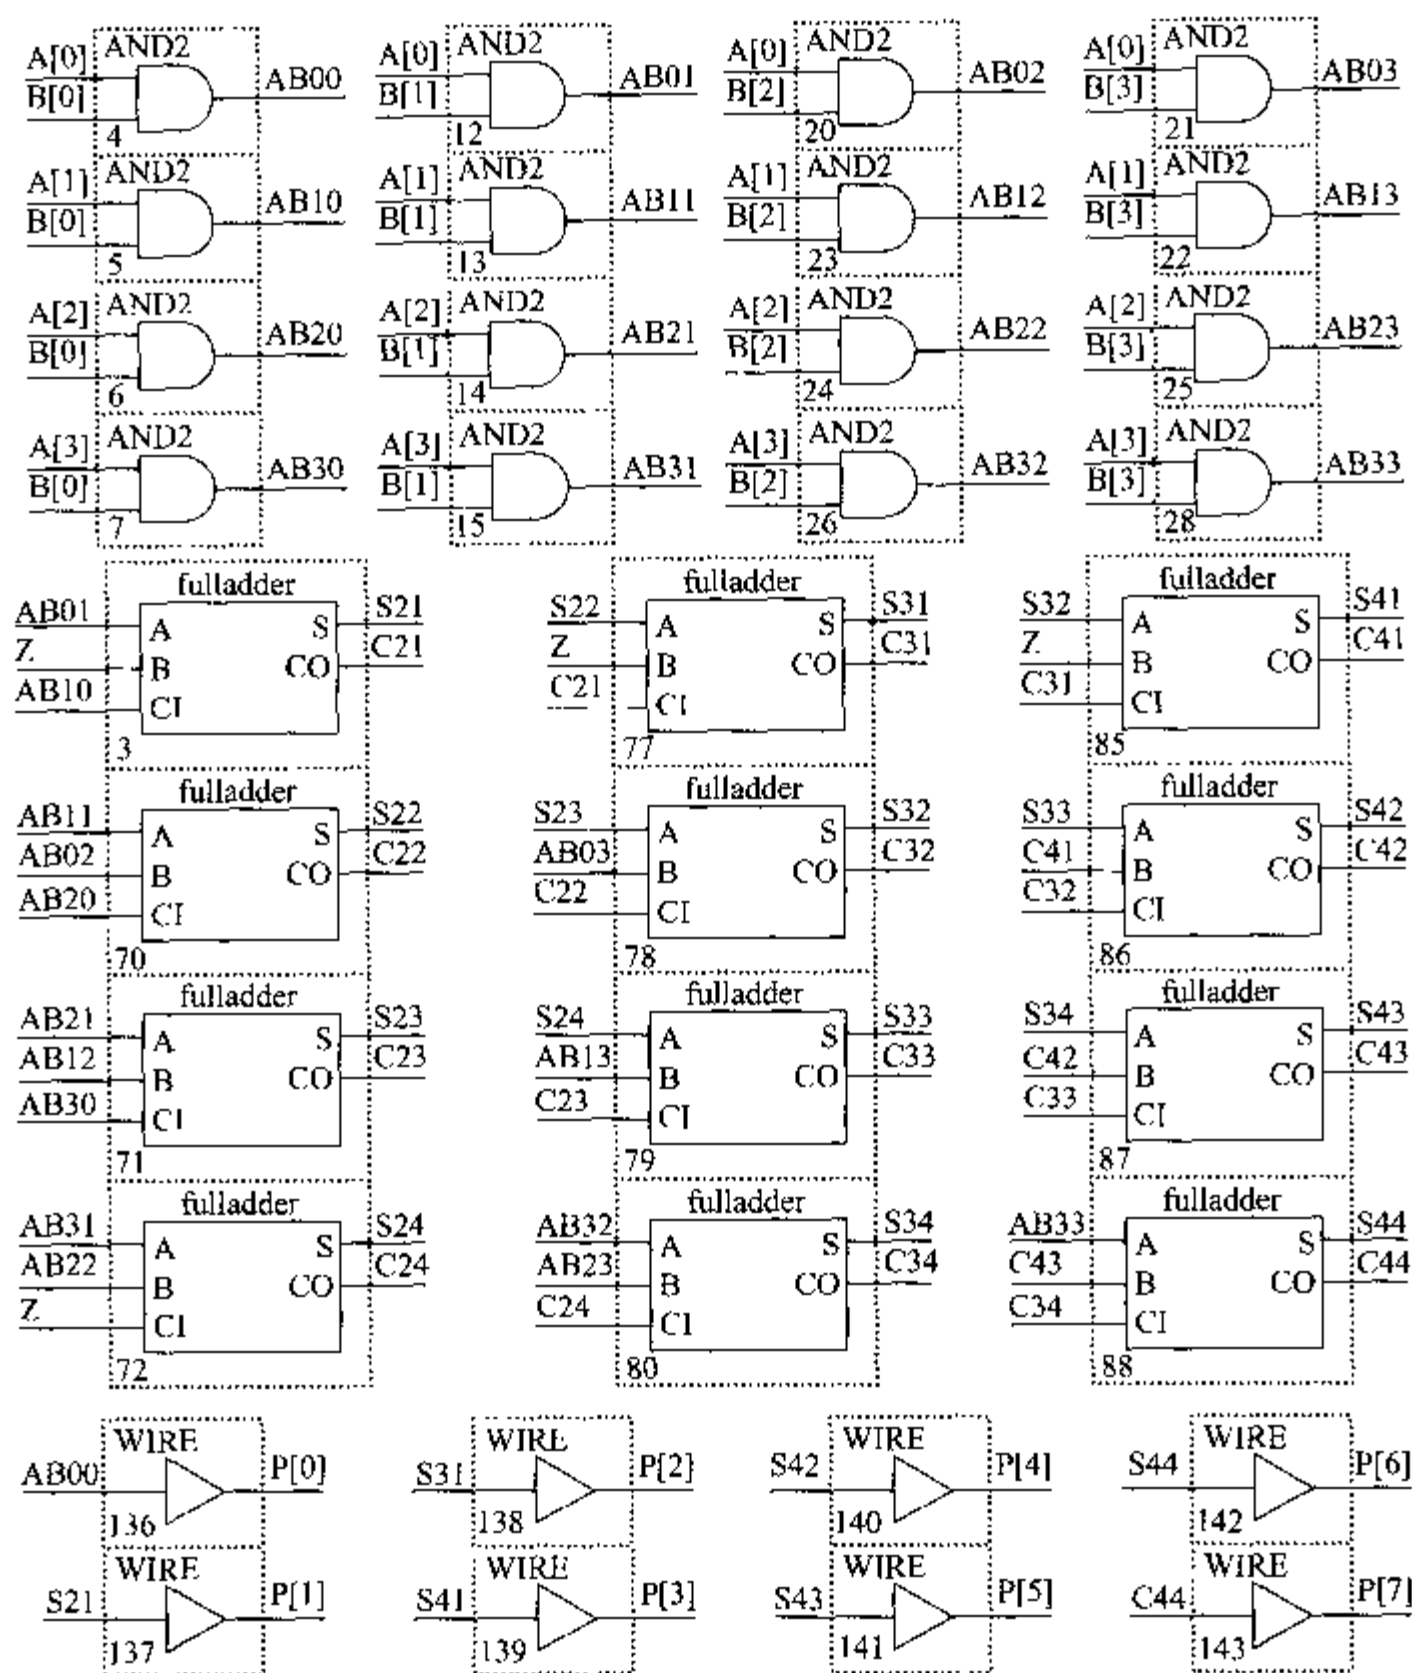 AND2 AND2 AND2 AND2
A[0] AB00 A[0] AB01 A[0] AB02 A[0] AB03
B[0] B[1] B[2] B[3]
4 12 20 21
AND2 AND2 AND2 AND2
A[1] AB10 A[1] AB11 A[1] AB12 A[1] AB13
B[0] B[1] B[2] B[3]
5 13 23 22
AND2 AND2 AND2 AND2
A[2] AB20 A[2] AB21 A[2] AB22 A[2] AB23
B[0] B[1] B[2] B[3]
6 14 24 25
AND2 AND2 AND2 AND2
A[3] AB30 A[3] AB31 A[3] AB32 A[3] AB33
B[0] B[1] B[2] B[3]
7 15 26 28
fulladder fulladder fulladder
AB01 A S S21 S22 A S S31 S32 A S S41
Z B CO C21 Z B CO C31 Z B CO C41
AB10 CI C21 CI C31 CI
3 77 85
fulladder fulladder fulladder
AB11 A S S22 S23 A S S32 S33 A S S42
AB02 B CO C22 AB03 B CO C32 C41 B CO C42
AB20 CI C22 CI C32 CI
70 78 86
fulladder fulladder fulladder
AB21 A S S23 S24 A S S33 S34 A S S43
AB12 B CO C23 AB13 B CO C33 C42 B CO C43
AB30 CI C23 CI C33 CI
71 79 87
fulladder fulladder fulladder
AB31 A S S24 AB32 A S S34 AB33 A S S44
AB22 B CO C24 AB23 B CO C34 C43 B CO C44
Z CI C24 CI C34 CI
72 80 88
WIRE WIRE WIRE WIRE
AB00 P[0] S31 P[2] S42 P[4] S44 P[6]
136 138 140 142
WIRE WIRE WIRE WIRE
S21 P[1] S41 P[3] S43 P[5] C44 P[7]
137 139 141 143